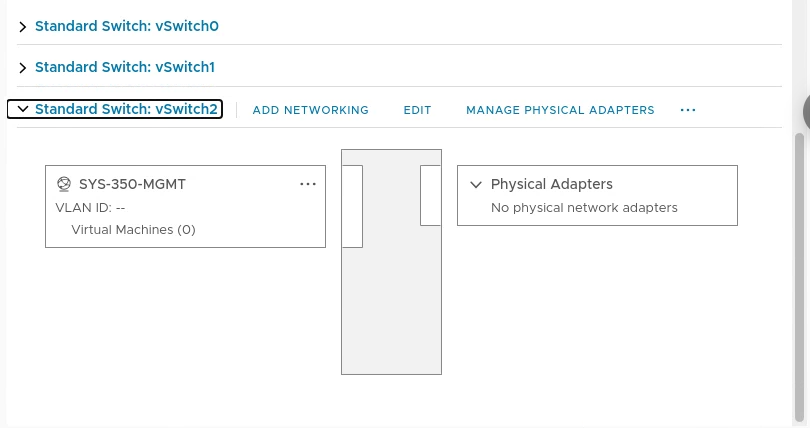 Standard Switch: vSwitch0
Standard Switch: vSwitch1
Standard Switch: vSwitch2 ADD NETWORKING EDIT MANAGE PHYSICAL ADAPTERS ...
SYS-350-MGMT ...
VLAN ID: --
Virtual Machines (0)
Physical Adapters
No physical network adapters